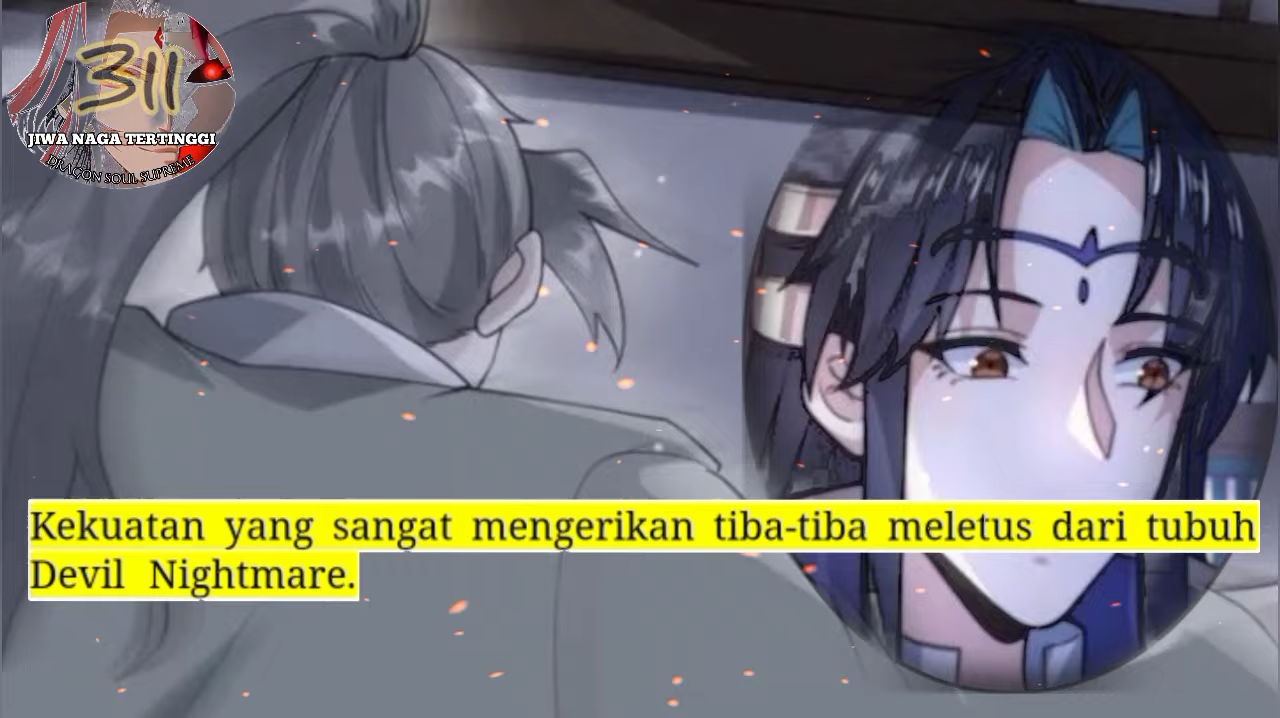 311
JIWA NAGA TERTINGGI
DRAGON SOUL SUPREME
Kekuatan yang sangat mengerikan tiba-tiba meletus dari tubuh
Devil Nightmare.